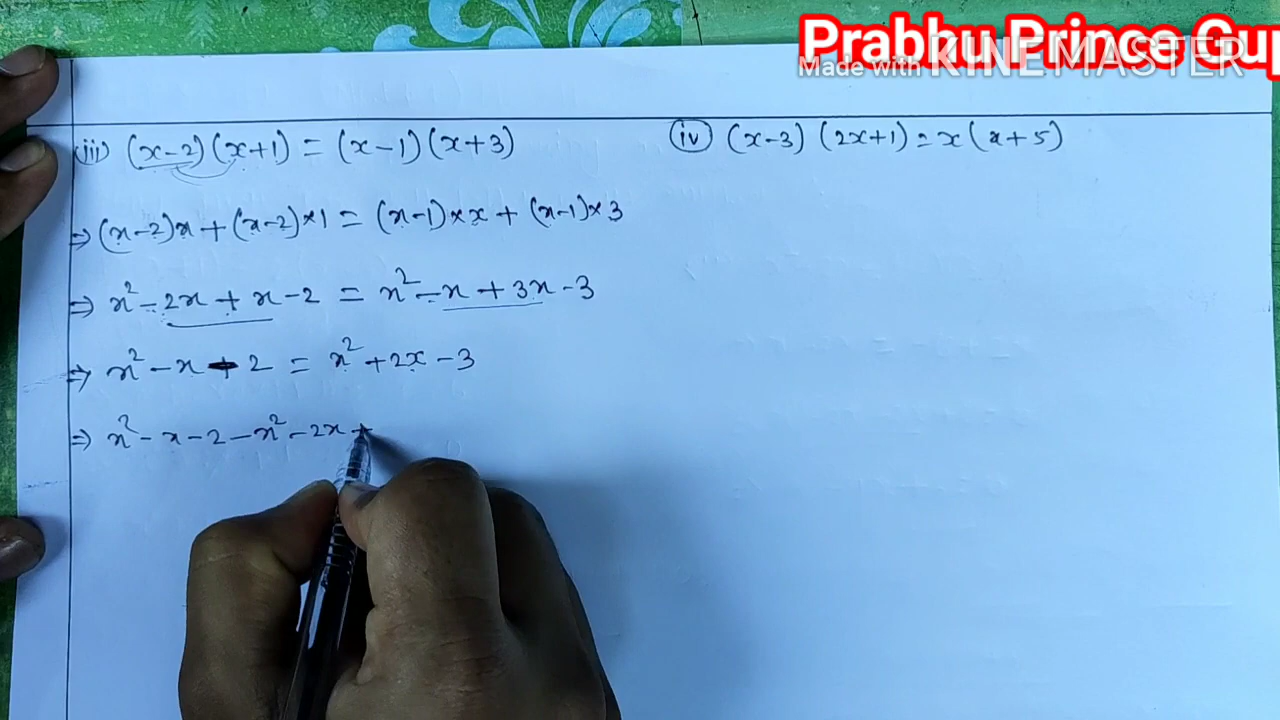 Prabhu Prince Gup
Made with KINEMASTER
(iii) (x-2)(x+1) = (x-1)(x+3)
⇒ (x-2)x + (x-2)×1 = (x-1)×x + (x-1)×3
⇒ x² - 2x + x - 2 = x² - x + 3x - 3
⇒ x² - x - 2 = x² + 2x - 3
⇒ x² - x - 2 - x² - 2x +
(iv) (x-3)(2x+1) = x(x+5)